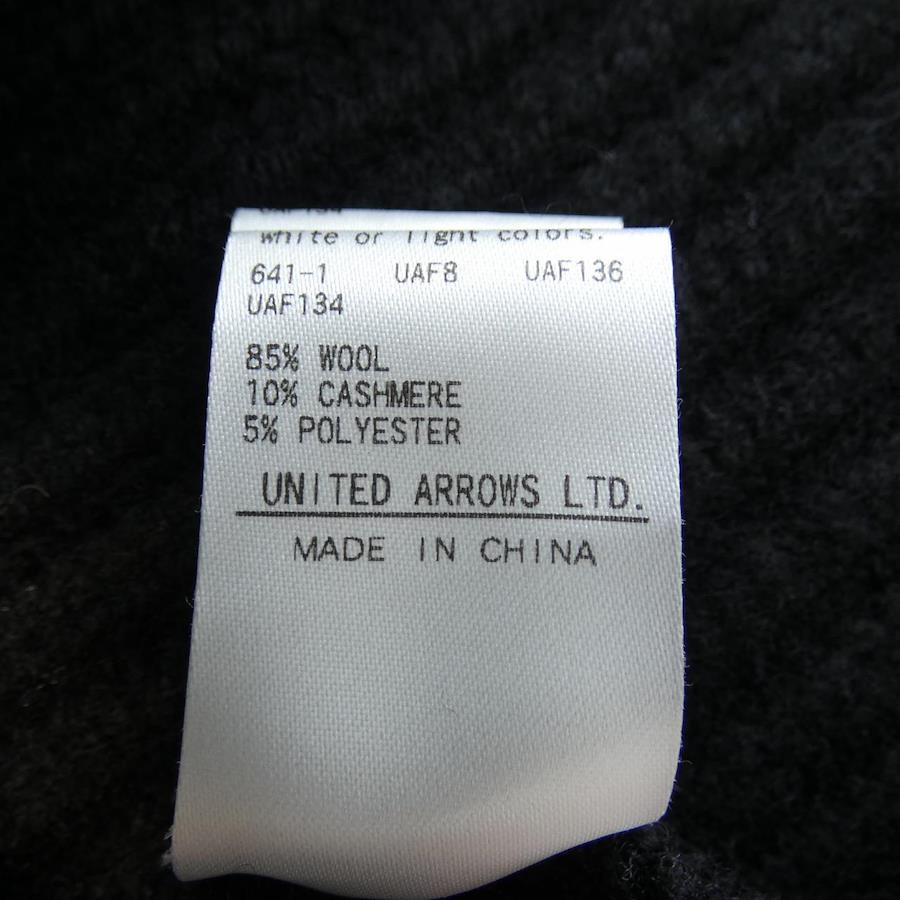 white or light colors.
641-1 UAF8 UAF136
UAF134
85% WOOL
10% CASHMERE
5% POLYESTER
UNITED ARROWS LTD.
MADE IN CHINA